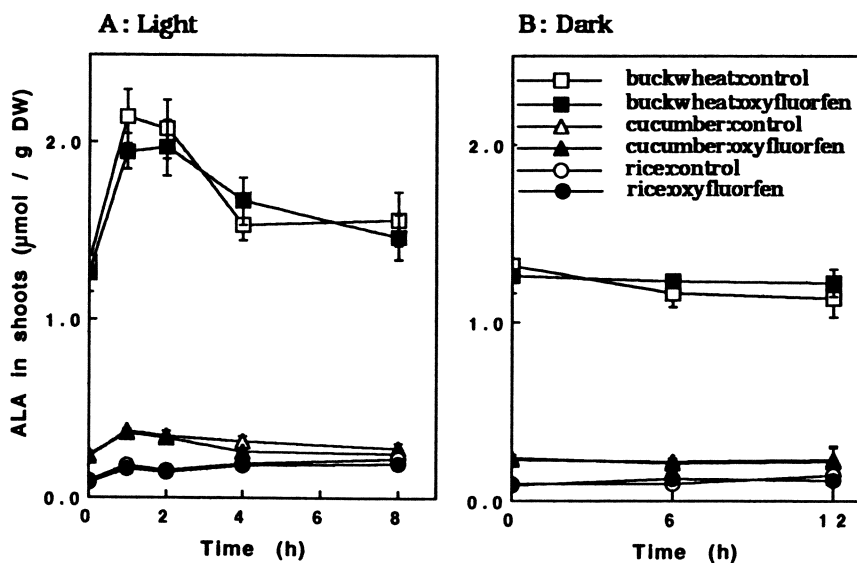 A: Light
B: Dark
ALA in shoots (µmol / g DW)
2.0
1.0
0.0
0
2
4
6
8
Time (h)
buckwheat:control
buckwheat:oxyfluorfen
cucumber:control
cucumber:oxyfluorfen
rice:control
rice:oxyfluorfen
2.0
1.0
0.0
0
6
12
Time (h)